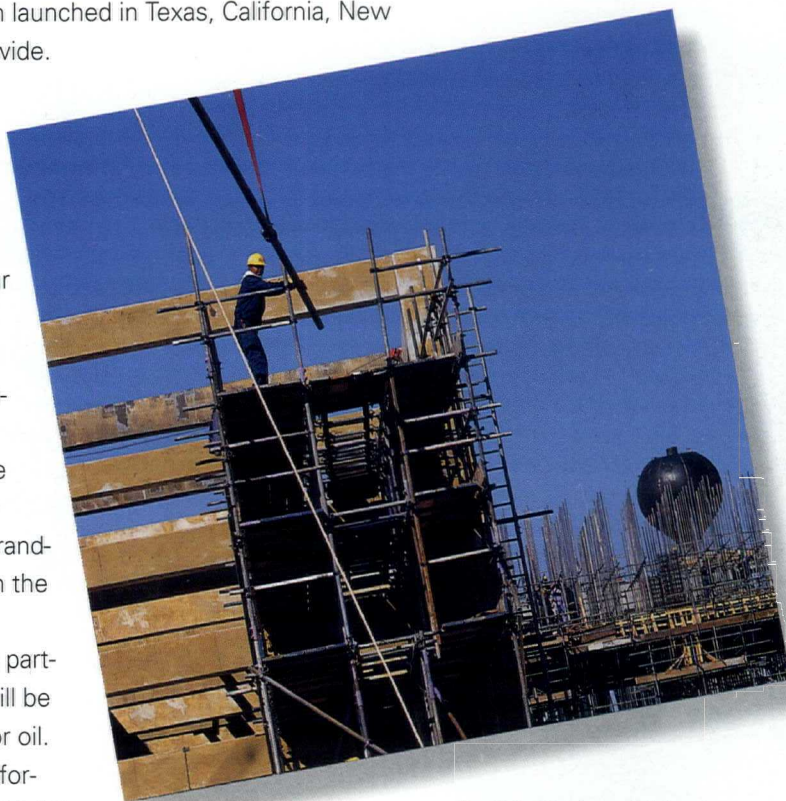 launched in Texas, California, New
vide.
r
-
e
rand-
n the
part-
ill be
r oil.
for-